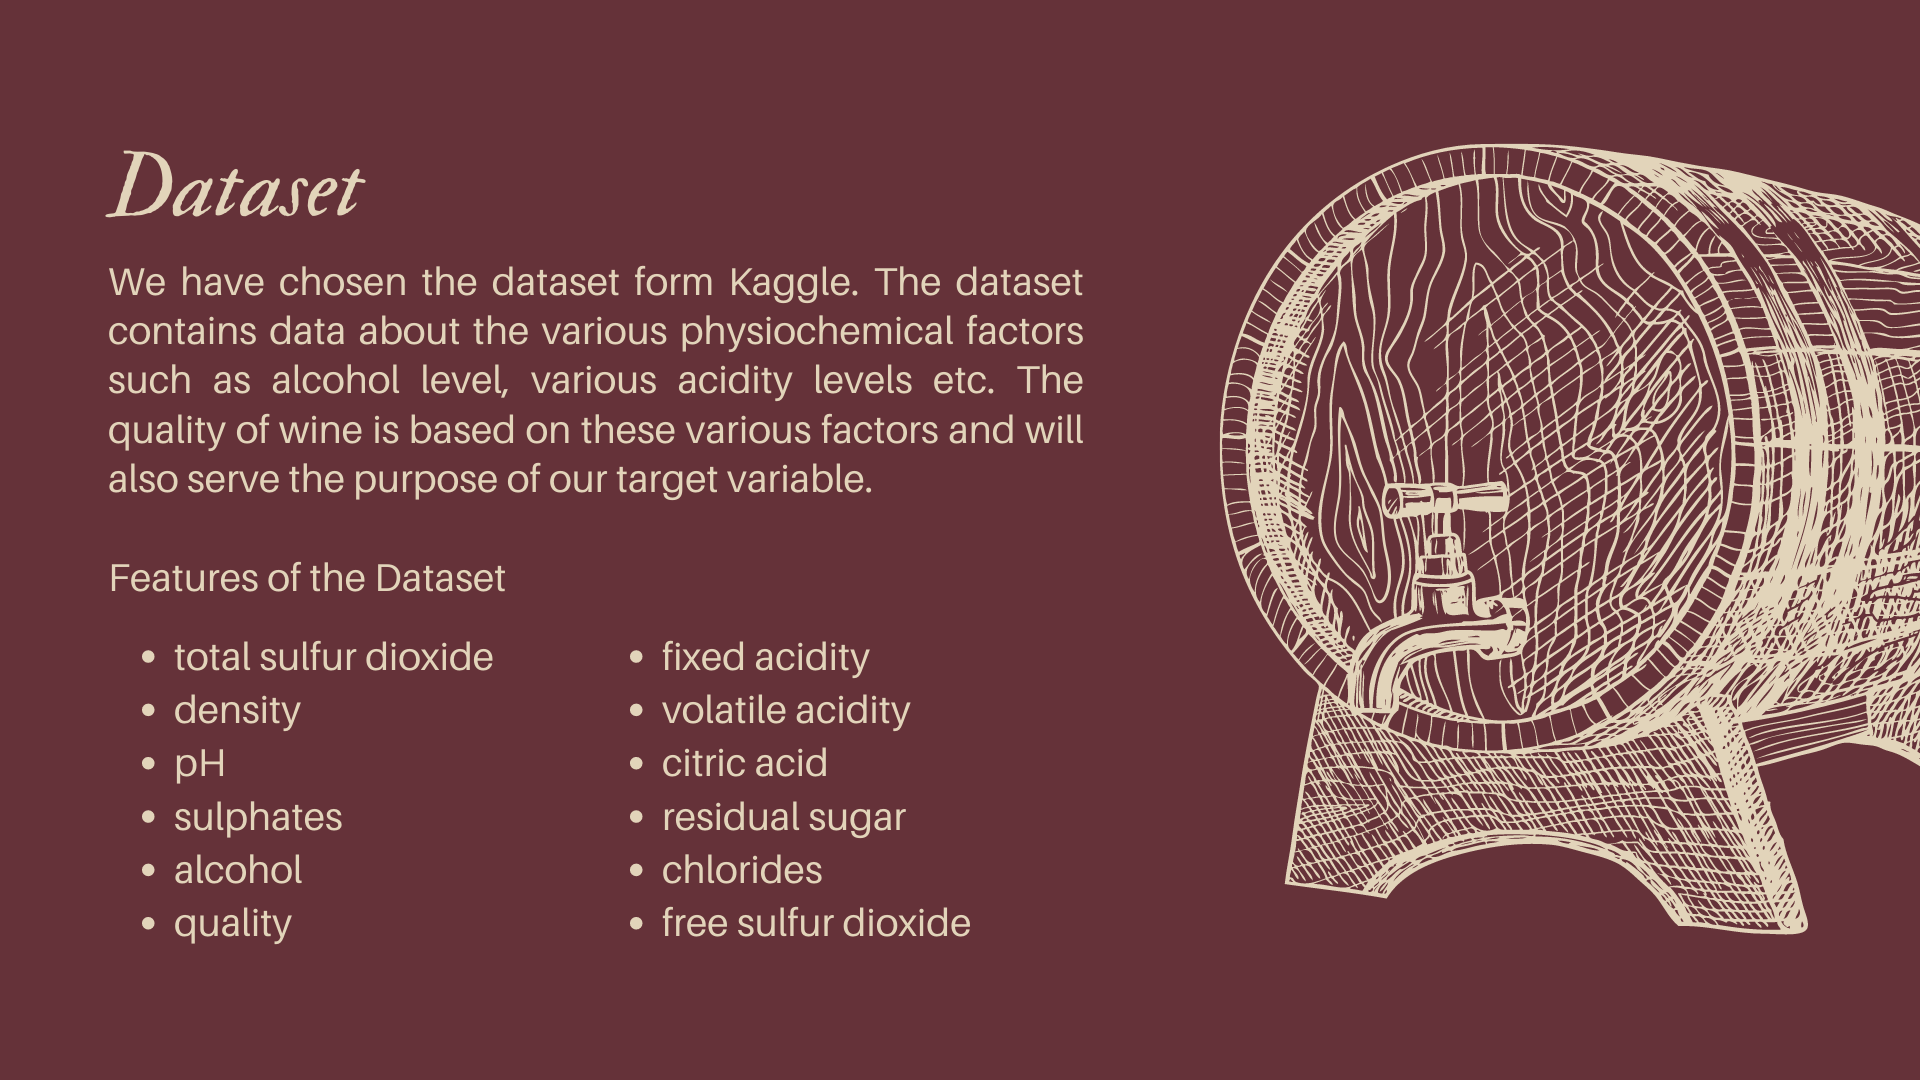 Dataset
We have chosen the dataset form Kaggle. The dataset
contains data about the various physiochemical factors
such as alcohol level, various acidity levels etc. The
quality of wine is based on these various factors and will
also serve the purpose of our target variable.
Features of the Dataset
• total sulfur dioxide
• density
• pH
• sulphates
• alcohol
• quality
• fixed acidity
• volatile acidity
• citric acid
• residual sugar
• chlorides
• free sulfur dioxide